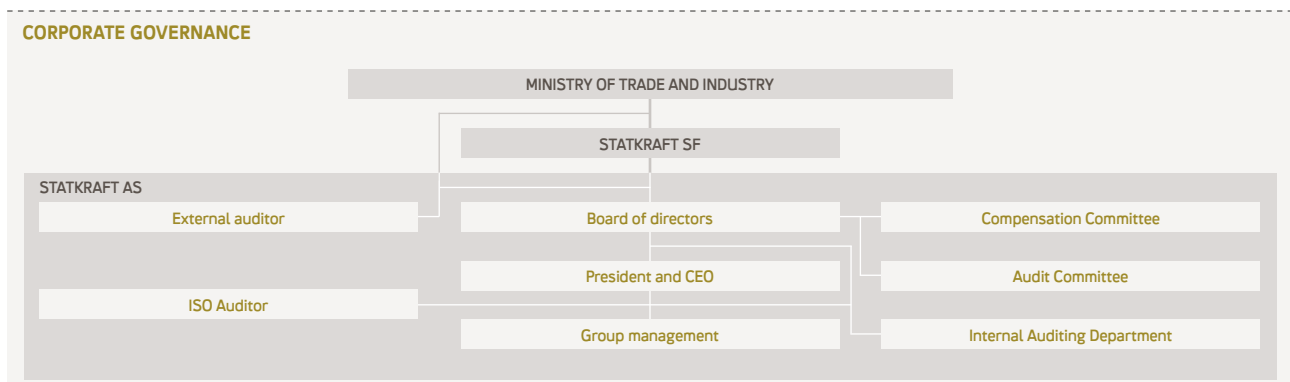 CORPORATE GOVERNANCE
MINISTRY OF TRADE AND INDUSTRY
STATKRAFT SF
STATKRAFT AS
External auditor
Board of directors
Compensation Committee
President and CEO
Audit Committee
ISO Auditor
Group management
Internal Auditing Department